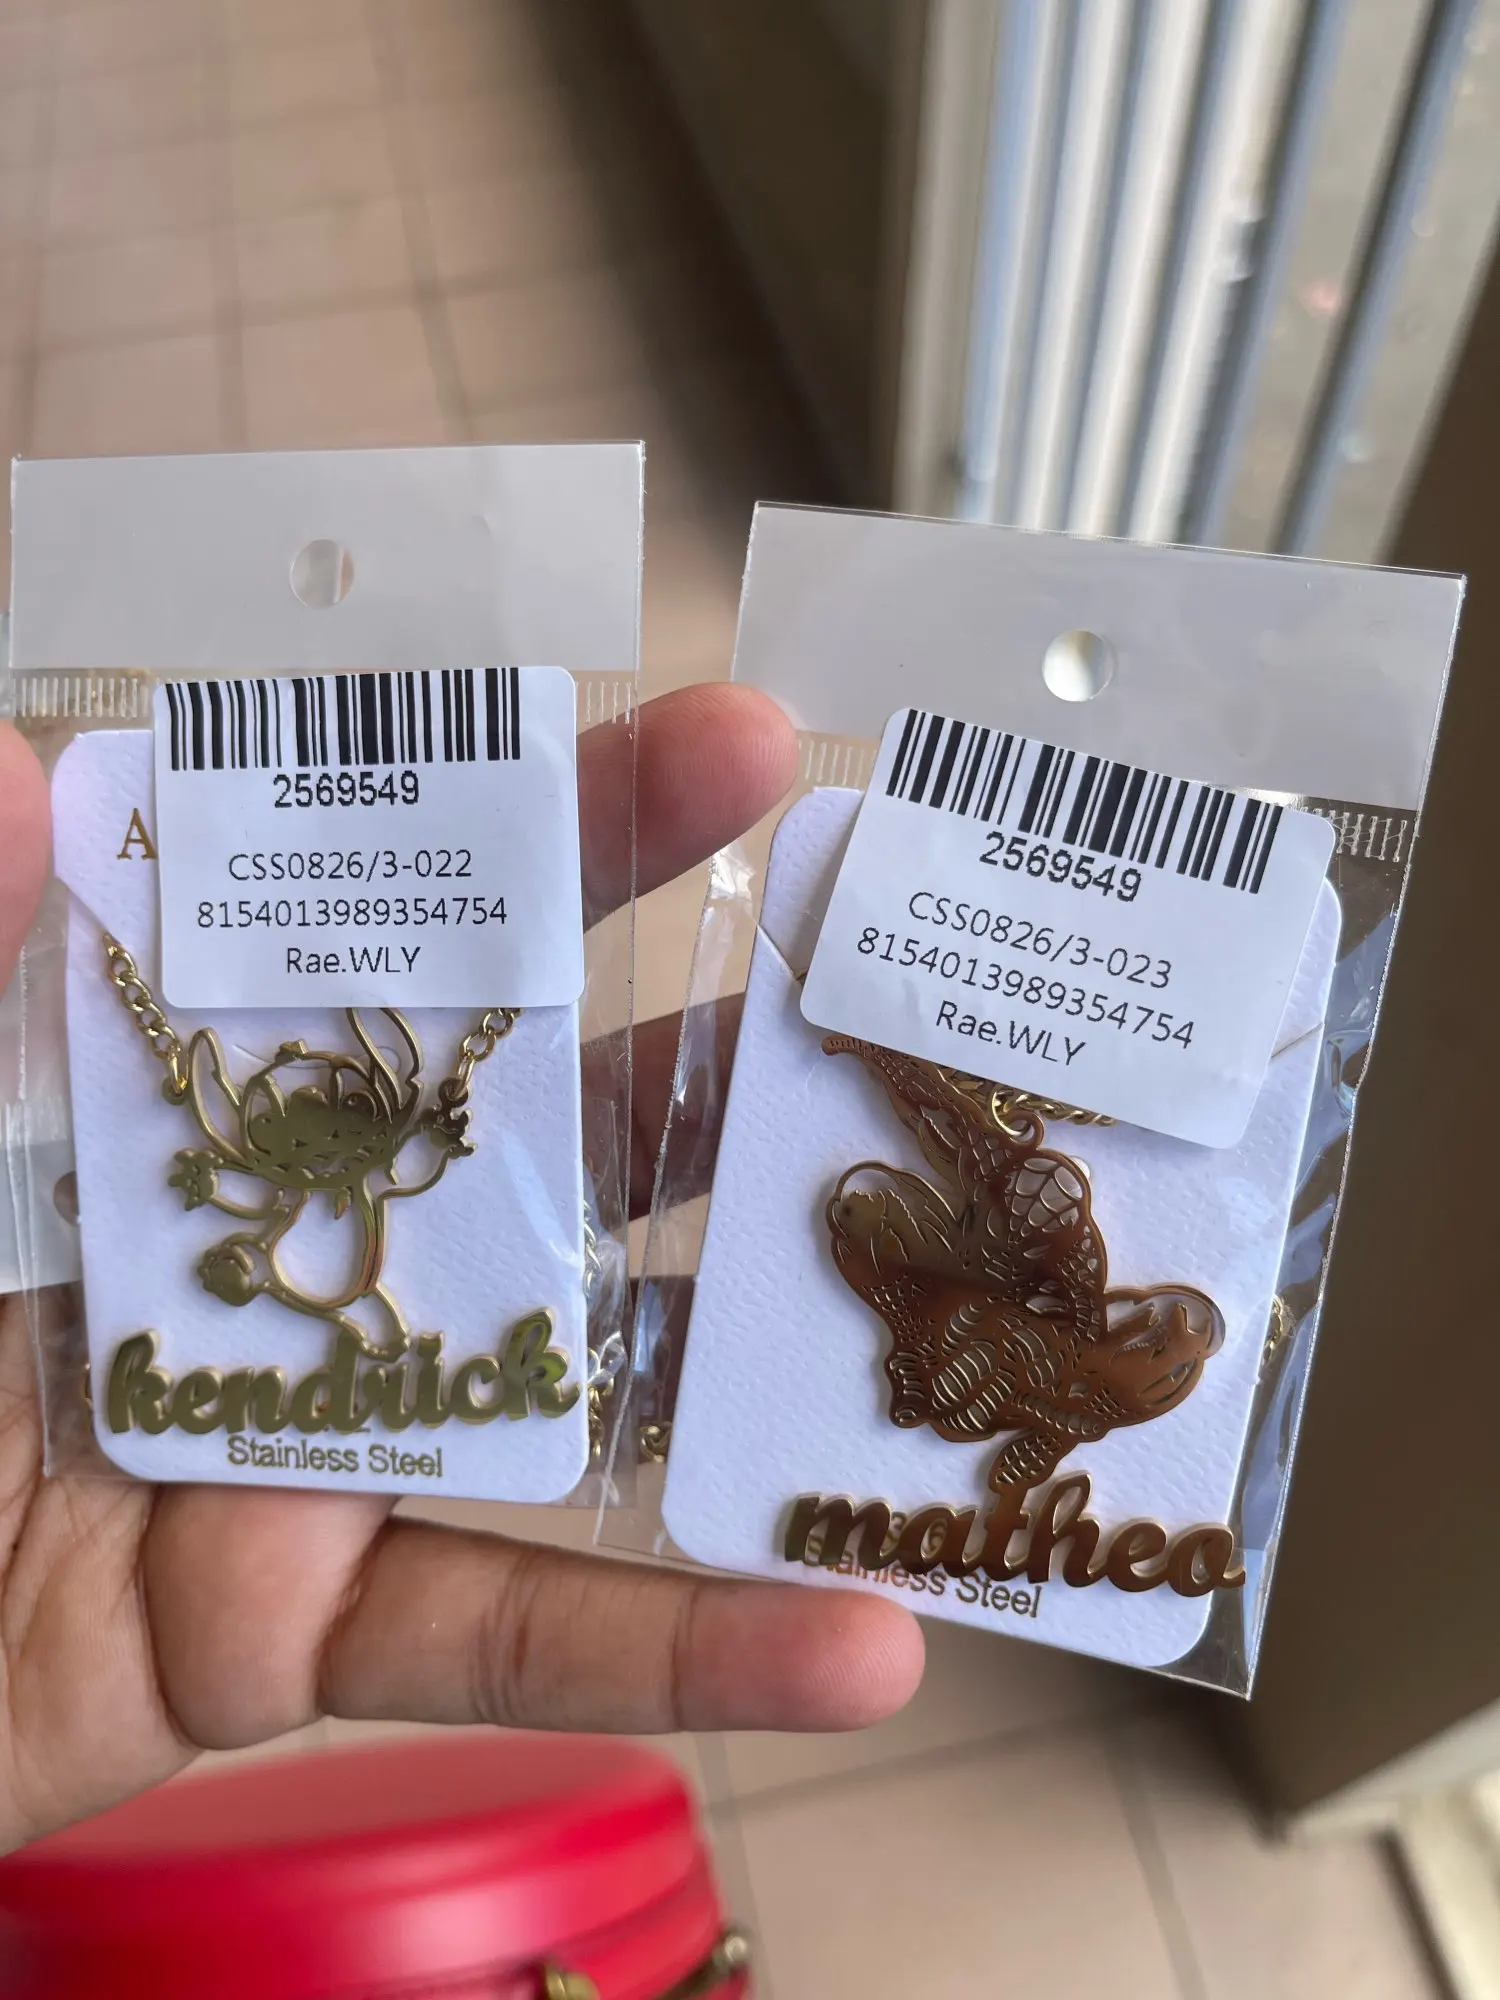 2569549
CSS0826/3-022
8154013989354754
Rae.WLY
A
kendrick
Stainless Steel
2569549
CSS0826/3-023
8154013989354754
Rae.WLY
matheo
Stainless Steel